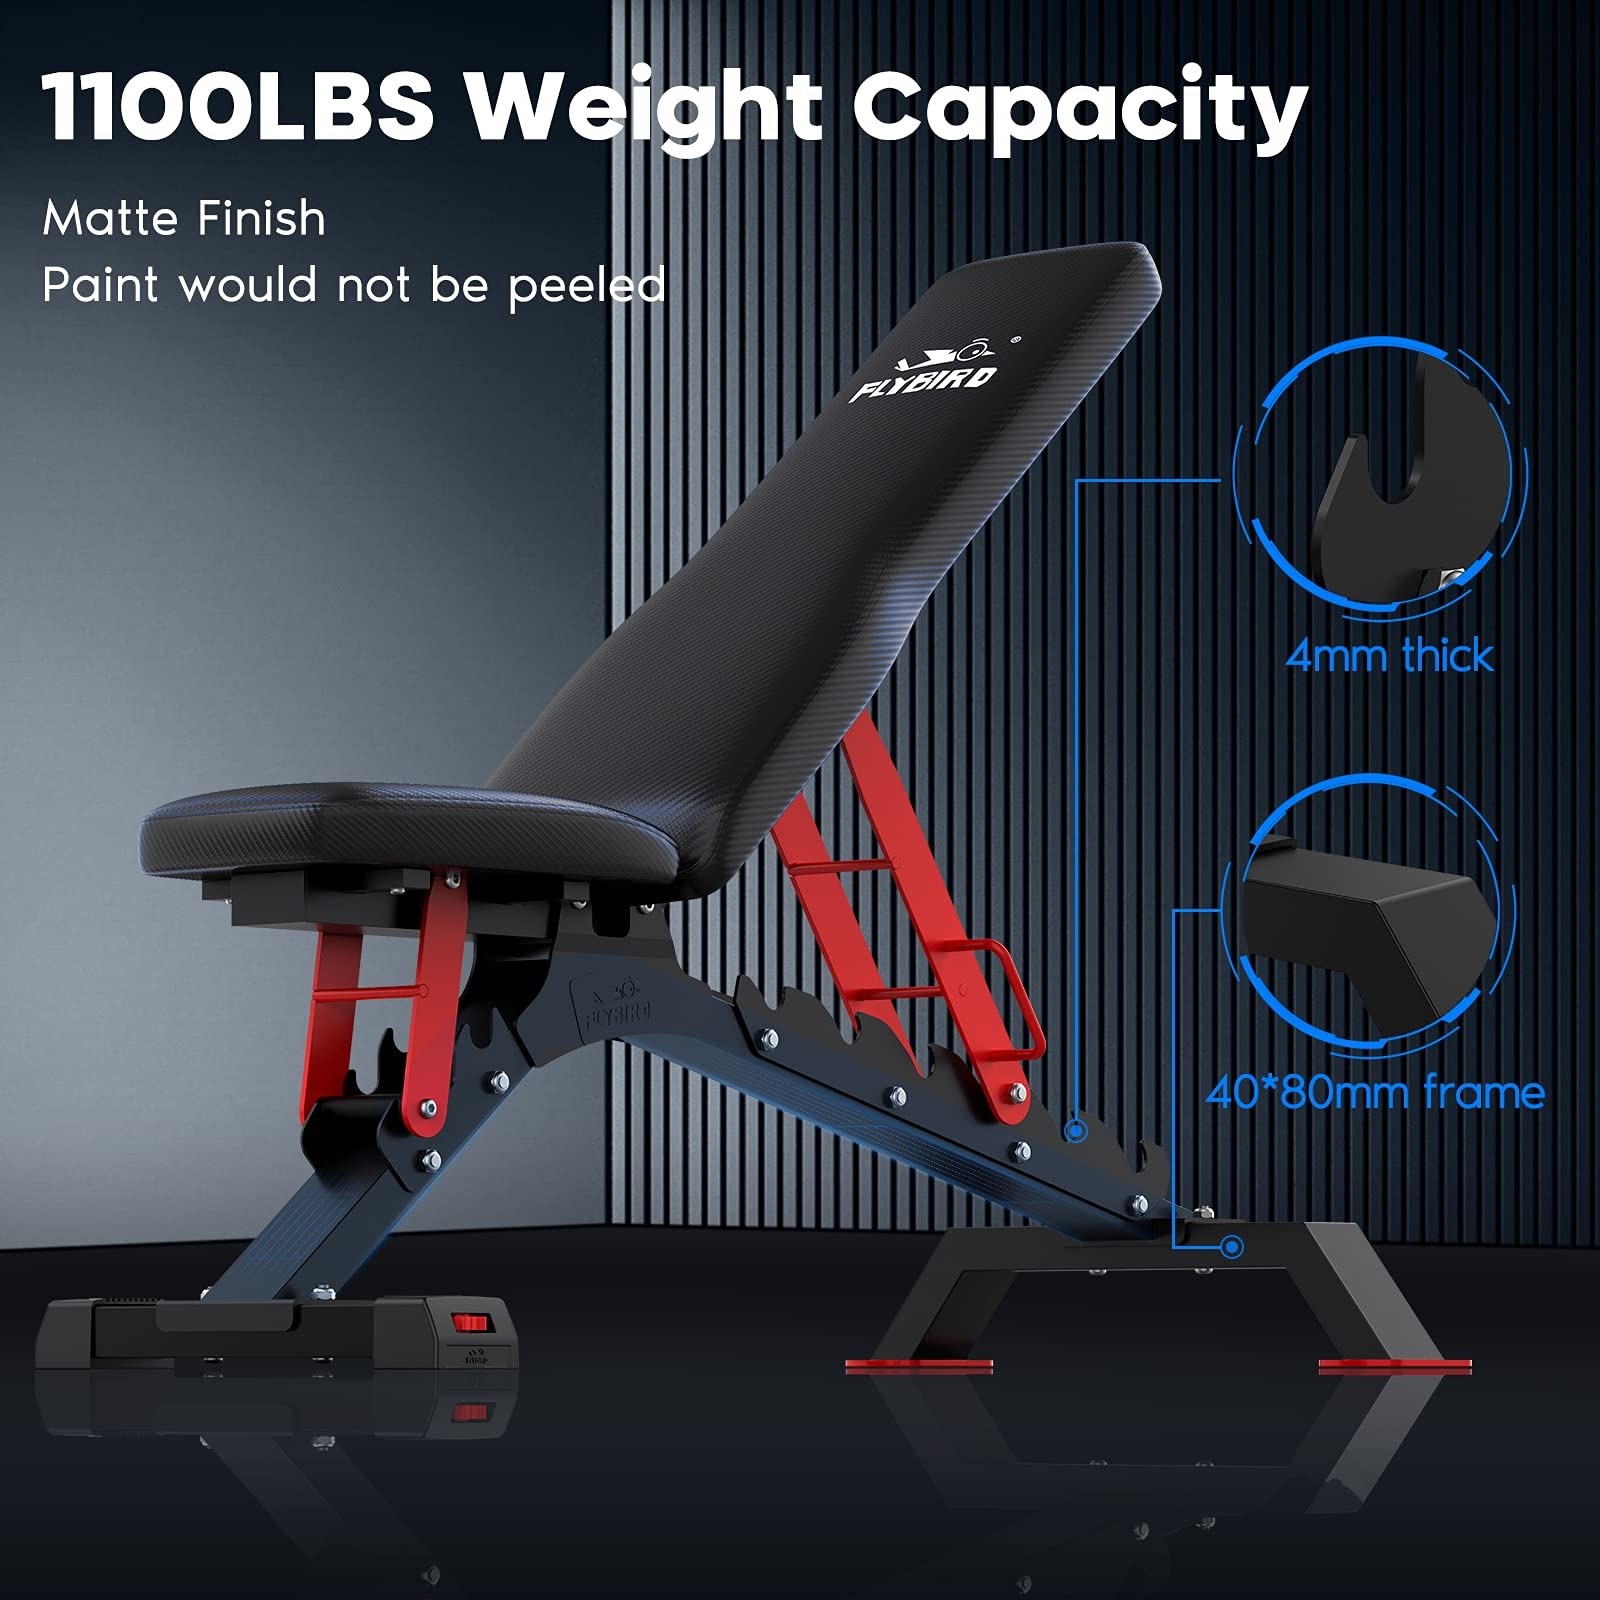 1100LBS Weight Capacity
Matte Finish
Paint would not be peeled
®
FLYBIRD
4mm thick
FLYBIRD
40*80mm frame